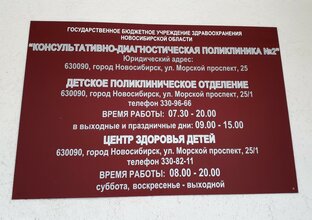 ГОСУДАРСТВЕННОЕ БЮДЖЕТНОЕ УЧРЕЖДЕНИЕ ЗДРАВООХРАНЕНИЯ
НОВОСИБИРСКОЙ ОБЛАСТИ
"КОНСУЛЬТАТИВНО-ДИАГНОСТИЧЕСКАЯ ПОЛИКЛИНИКА №2"
Юридический адрес:
630090, город Новосибирск, ул. Морской проспект, 25
ДЕТСКОЕ ПОЛИКЛИНИЧЕСКОЕ ОТДЕЛЕНИЕ
630090, город Новосибирск, ул. Морской проспект, 25/1
телефон 330-96-66
ВРЕМЯ РАБОТЫ: 07.30 - 20.00
в выходные и праздничные дни: 09.00 - 15.00
ЦЕНТР ЗДОРОВЬЯ ДЕТЕЙ
630090, город Новосибирск, ул. Морской проспект, 25/1
телефон 330-82-11
ВРЕМЯ РАБОТЫ: 08.00 - 20.00
суббота, воскресенье - выходной